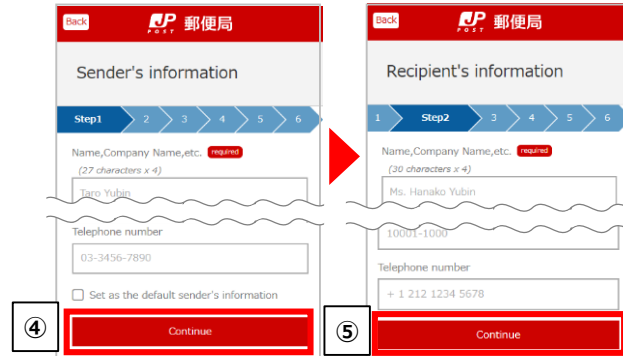 Back
JP POST 郵便局
Sender's information
Step1 2 3 4 5 6
Name,Company Name,etc. required
(27 characters x 4)
Taro Yubin
Telephone number
03-3456-7890
Set as the default sender's information
④
Continue
Back
JP POST 郵便局
Recipient's information
1 Step2 3 4 5 6
Name,Company Name,etc. required
(30 characters x 4)
Ms. Hanako Yubin
10001-1000
Telephone number
+ 1 212 1234 5678
⑤
Continue